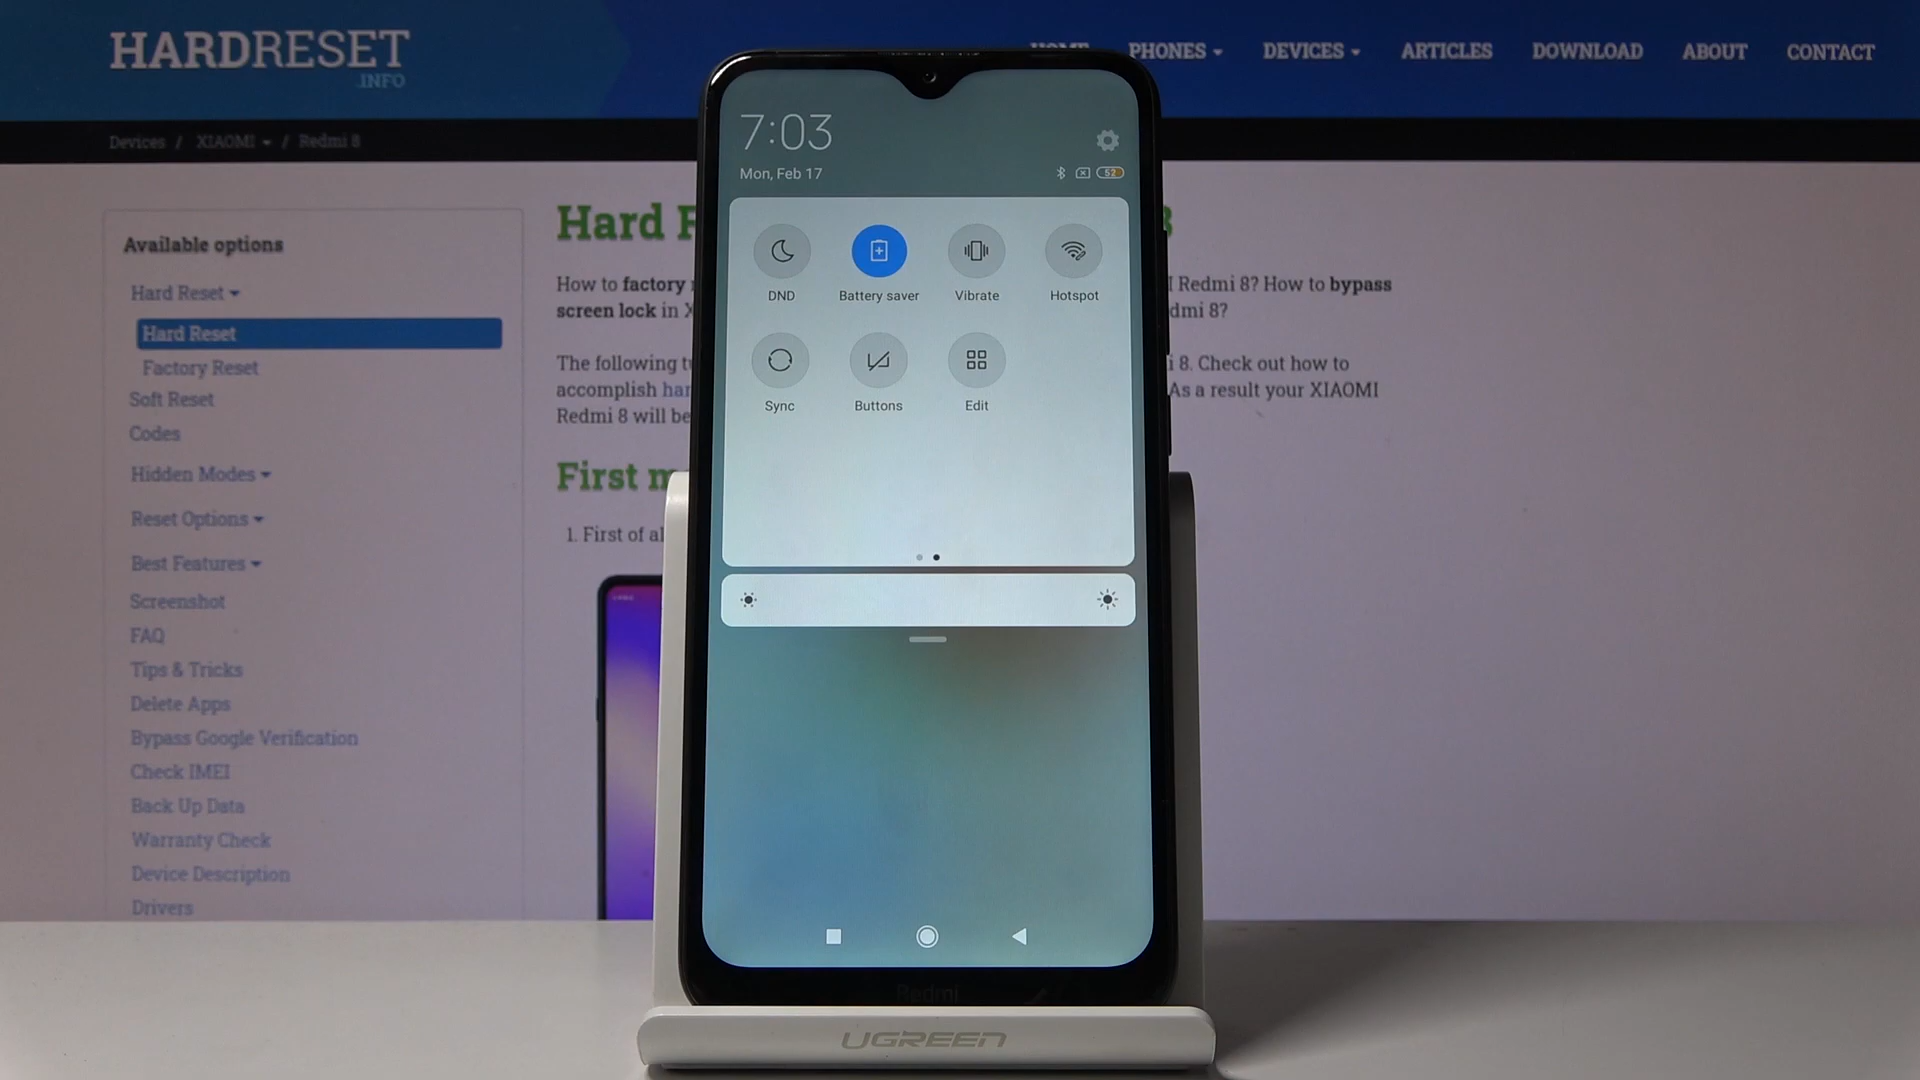 HARDRESET
.INFO
HOME PHONES DEVICES ARTICLES DOWNLOAD ABOUT CONTACT
Devices / XIAOMI / Redmi 8
Available options
Hard Reset
Hard Reset
Factory Reset
Soft Reset
Codes
Hidden Modes
Reset Options
Best Features
Screenshot
FAQ
Tips & Tricks
Delete Apps
Bypass Google Verification
Check IMEI
Back Up Data
Warranty Check
Device Description
Drivers
Hard
How to factory
Redmi 8? How to bypass
screen lock in
dmi 8?
The following
8. Check out how to
accomplish
As a result your XIAOMI
Redmi 8 will be
First
1. First of al
7:03
Mon, Feb 17
52
DND
Battery saver
Vibrate
Hotspot
Sync
Buttons
Edit
Redmi
UGREEN